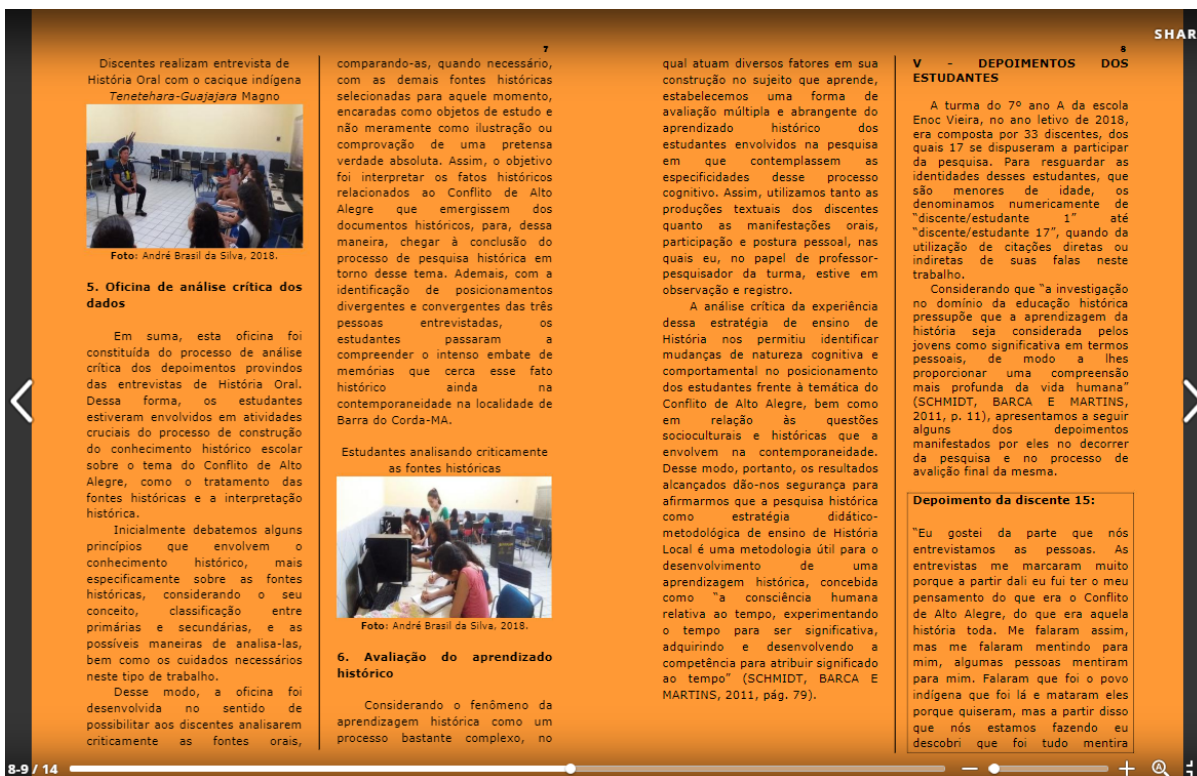 SHAR
7
Discentes realizam entrevista de
História Oral com o cacique indígena
Tenetehara-Guajajara Magno
Foto: André Brasil da Silva, 2018.
5. Oficina de análise crítica dos
dados
Em suma, esta oficina foi
constituída do processo de análise
crítica dos depoimentos provindos
das entrevistas de História Oral.
Dessa forma, os estudantes
estiveram envolvidos em atividades
cruciais do processo de construção
do conhecimento histórico escolar
sobre o tema do Conflito de Alto
Alegre, como o tratamento das
fontes históricas e a interpretação
histórica.
Inicialmente debatemos alguns
princípios que envolvem o
conhecimento histórico, mais
especificamente sobre as fontes
históricas, considerando o seu
conceito, classificação entre
primárias e secundárias, e as
possíveis maneiras de analisa-las,
bem como os cuidados necessários
neste tipo de trabalho.
Desse modo, a oficina foi
desenvolvida no sentido de
possibilitar aos discentes analisarem
criticamente as fontes orais,
comparando-as, quando necessário,
com as demais fontes históricas
selecionadas para aquele momento,
encaradas como objetos de estudo e
não meramente como ilustração ou
comprovação de uma pretensa
verdade absoluta. Assim, o objetivo
foi interpretar os fatos históricos
relacionados ao Conflito de Alto
Alegre que emergissem dos
documentos históricos, para, dessa
maneira, chegar à conclusão do
processo de pesquisa histórica em
torno desse tema. Ademais, com a
identificação de posicionamentos
divergentes e convergentes das três
pessoas entrevistadas, os
estudantes passaram a
compreender o intenso embate de
memórias que cerca esse fato
histórico ainda na
contemporaneidade na localidade de
Barra do Corda-MA.
Estudantes analisando criticamente
as fontes históricas
Foto: André Brasil da Silva, 2018.
6. Avaliação do aprendizado
histórico
Considerando o fenômeno da
aprendizagem histórica como um
processo bastante complexo, no
8
qual atuam diversos fatores em sua
construção no sujeito que aprende,
estabelecemos uma forma de
avaliação múltipla e abrangente do
aprendizado histórico dos
estudantes envolvidos na pesquisa
em que contemplassem as
especificidades desse processo
cognitivo. Assim, utilizamos tanto as
produções textuais dos discentes
quanto as manifestações orais,
participação e postura pessoal, nas
quais eu, no papel de professor-
pesquisador da turma, estive em
observação e registro.
A análise crítica da experiência
dessa estratégia de ensino de
História nos permitiu identificar
mudanças de natureza cognitiva e
comportamental no posicionamento
dos estudantes frente à temática do
Conflito de Alto Alegre, bem como
em relação às questões
socioculturais e históricas que a
envolvem na contemporaneidade.
Desse modo, portanto, os resultados
alcançados dão-nos segurança para
afirmarmos que a pesquisa histórica
como estratégia didático-
metodológica de ensino de História
Local é uma metodologia útil para o
desenvolvimento de uma
aprendizagem histórica, concebida
como "a consciência humana
relativa ao tempo, experimentando
o tempo para ser significativa,
adquirindo e desenvolvendo a
competência para atribuir significado
ao tempo" (SCHMIDT, BARCA E
MARTINS, 2011, pág. 79).
V - DEPOIMENTOS DOS
ESTUDANTES
A turma do 7º ano A da escola
Enoc Vieira, no ano letivo de 2018,
era composta por 33 discentes, dos
quais 17 se dispuseram a participar
da pesquisa. Para resguardar as
identidades desses estudantes, que
são menores de idade, os
denominamos numericamente de
"discente/estudante 1" até
"discente/estudante 17", quando da
utilização de citações diretas ou
indiretas de suas falas neste
trabalho.
Considerando que "a investigação
no domínio da educação histórica
pressupõe que a aprendizagem da
história seja considerada pelos
jovens como significativa em termos
pessoais, de modo a lhes
proporcionar uma compreensão
mais profunda da vida humana"
(SCHMIDT, BARCA E MARTINS,
2011, p. 11), apresentamos a seguir
alguns dos depoimentos
manifestados por eles no decorrer
da pesquisa e no processo de
avalição final da mesma.
Depoimento da discente 15:
"Eu gostei da parte que nós
entrevistamos as pessoas. As
entrevistas me marcaram muito
porque a partir dali eu fui ter o meu
pensamento do que era o Conflito
de Alto Alegre, do que era aquela
história toda. Me falaram assim,
mas me falaram mentindo para
mim, algumas pessoas mentiram
para mim. Falaram que foi o povo
indígena que foi lá e mataram eles
porque quiseram, mas a partir disso
que nós estamos fazendo eu
descobri que foi tudo mentira
8-9 / 14